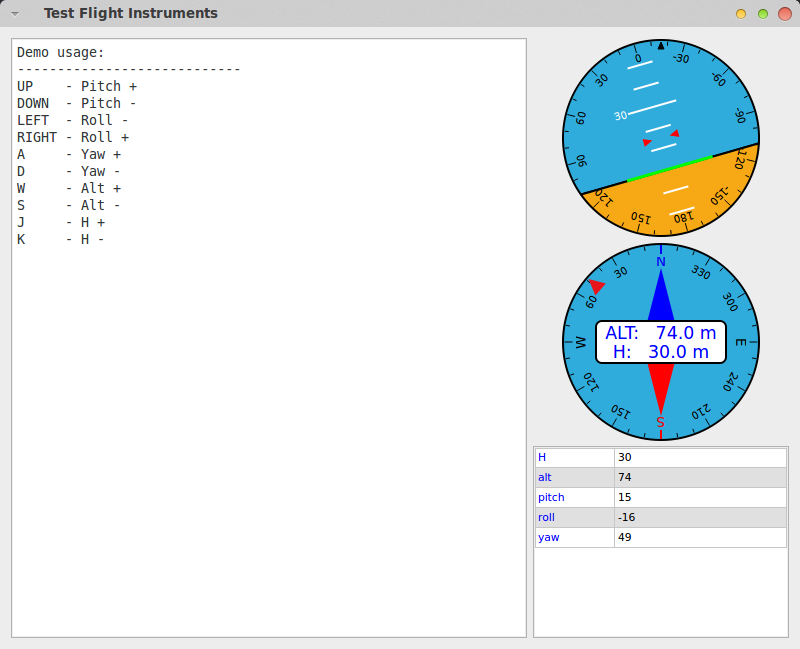 Test Flight Instruments
Demo usage:
----------------------------
UP    - Pitch +
DOWN  - Pitch -
LEFT  - Roll -
RIGHT - Roll +
A     - Yaw +
D     - Yaw -
W     - Alt +
S     - Alt -
J     - H +
K     - H -
0
-30
-60
-90
120
-150
180
150
120
90
60
30
30
N
330
300
E
240
210
S
150
120
W
60
30
ALT: 74.0 m
H: 30.0 m
H 30
alt 74
pitch 15
roll -16
yaw 49